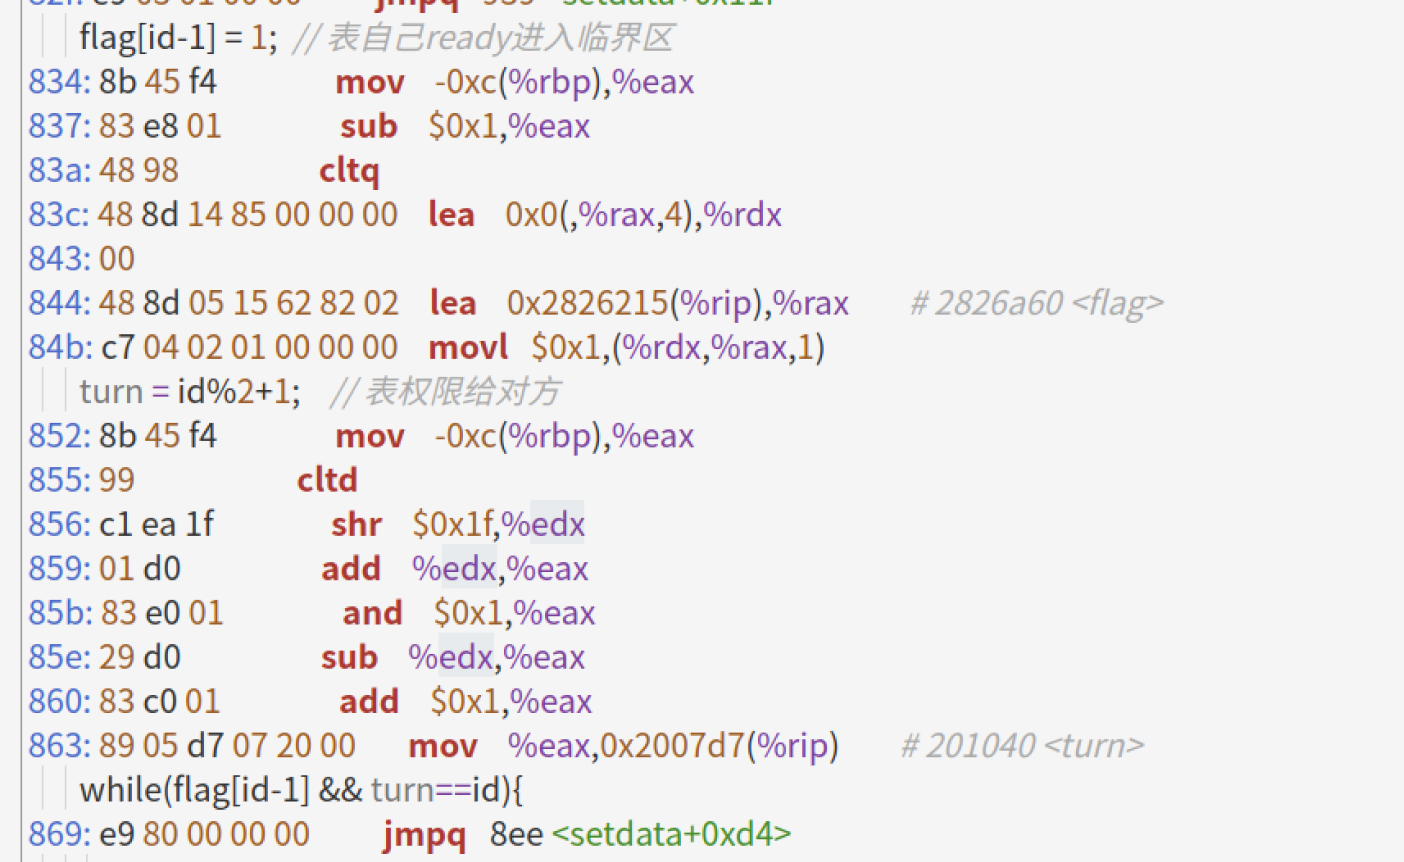 jmpq 939 <setdata+0x11f>
flag[id-1] = 1; // 表自己ready进入临界区
834: 8b 45 f4 mov -0xc(%rbp),%eax
837: 83 e8 01 sub $0x1,%eax
83a: 48 98 cltq
83c: 48 8d 14 85 00 00 00 lea 0x0(,%rax,4),%rdx
843: 00
844: 48 8d 05 15 62 82 02 lea 0x2826215(%rip),%rax # 2826a60 <flag>
84b: c7 04 02 01 00 00 00 movl $0x1,(%rdx,%rax,1)
turn = id%2+1; // 表权限给对方
852: 8b 45 f4 mov -0xc(%rbp),%eax
855: 99 cltd
856: c1 ea 1f shr $0x1f,%edx
859: 01 d0 add %edx,%eax
85b: 83 e0 01 and $0x1,%eax
85e: 29 d0 sub %edx,%eax
860: 83 c0 01 add $0x1,%eax
863: 89 05 d7 07 20 00 mov %eax,0x2007d7(%rip) # 201040 <turn>
while(flag[id-1] && turn==id){
869: e9 80 00 00 00 jmpq 8ee <setdata+0xd4>